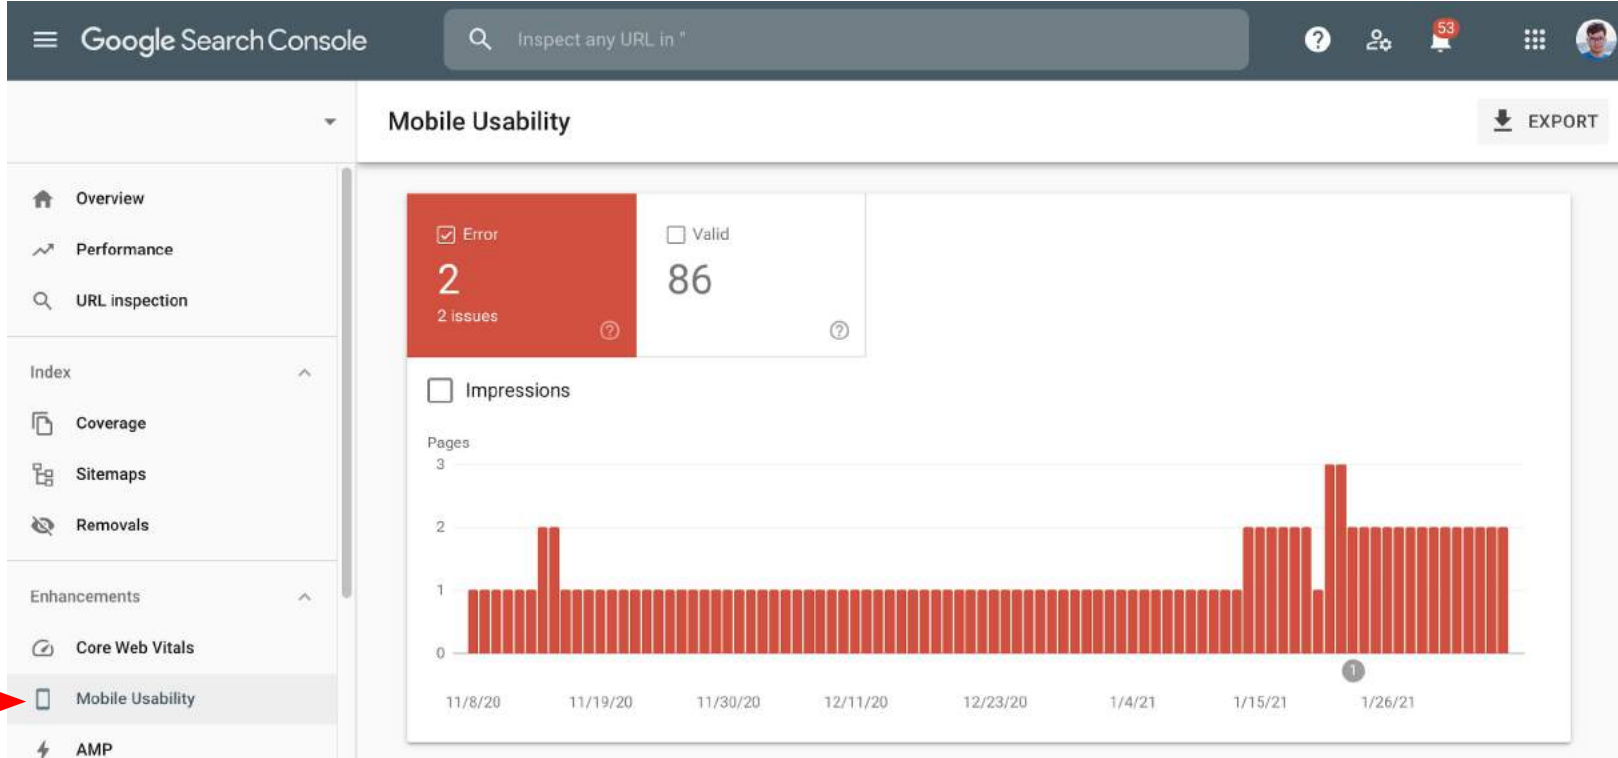 Google Search Console
Inspect any URL in "
53
Mobile Usability
EXPORT
Overview
Performance
URL inspection
Index
Coverage
Sitemaps
Removals
Enhancements
Core Web Vitals
Mobile Usability
AMP
Error
2
2 issues
Valid
86
Impressions
Pages
3
2
1
0
1
11/8/20 11/19/20 11/30/20 12/11/20 12/23/20 1/4/21 1/15/21 1/26/21